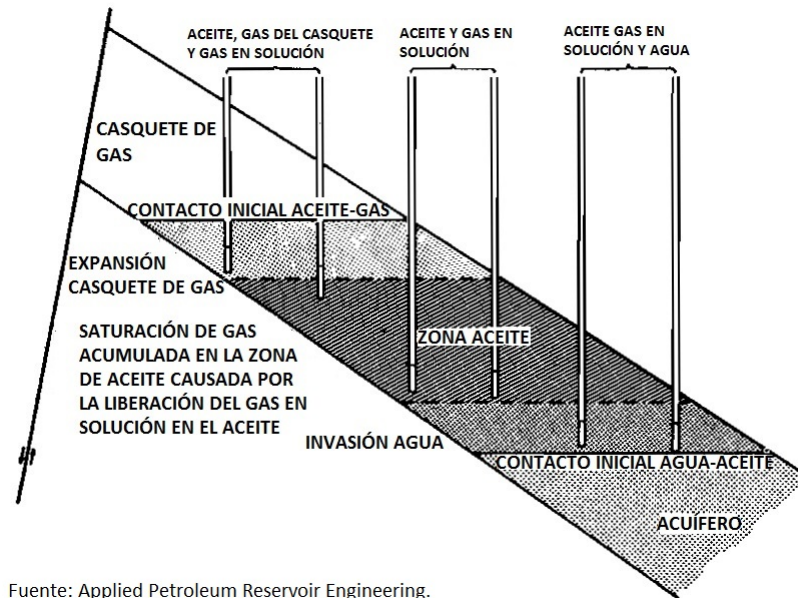 ACEITE, GAS DEL CASQUETE
Y GAS EN SOLUCIÓN
ACEITE Y GAS EN
SOLUCIÓN
ACEITE GAS EN
SOLUCIÓN Y AGUA
CASQUETE DE
GAS
CONTACTO INICIAL ACEITE-GAS
EXPANSIÓN
CASQUETE DE GAS
SATURACIÓN DE GAS
ACUMULADA EN LA ZONA
DE ACEITE CAUSADA POR
LA LIBERACIÓN DEL GAS EN
SOLUCIÓN EN EL ACEITE
ZONA ACEITE
INVASIÓN AGUA
CONTACTO INICIAL AGUA-ACEITE
ACUÍFERO
Fuente: Applied Petroleum Reservoir Engineering.